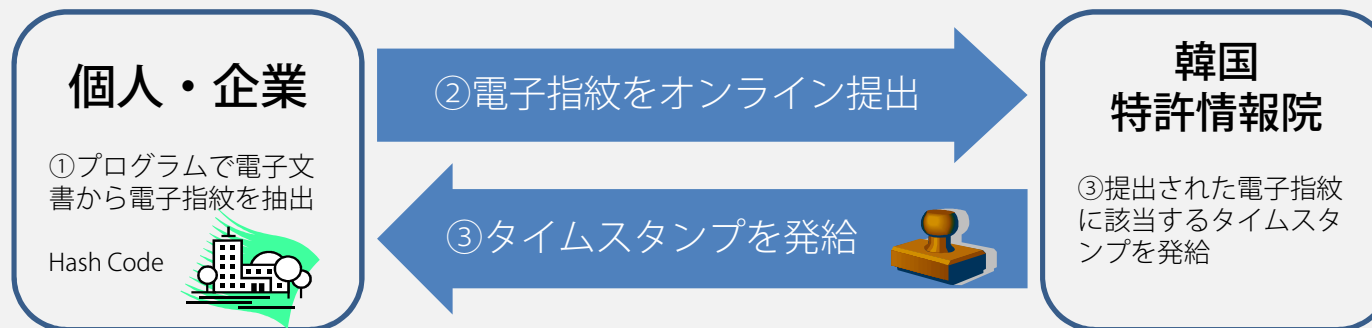 個人・企業
①プログラムで電子文
書から電子指紋を抽出
Hash Code
②電子指紋をオンライン提出
③タイムスタンプを発給
韓国
特許情報院
③提出された電子指紋
に該当するタイムスタ
ンプを発給